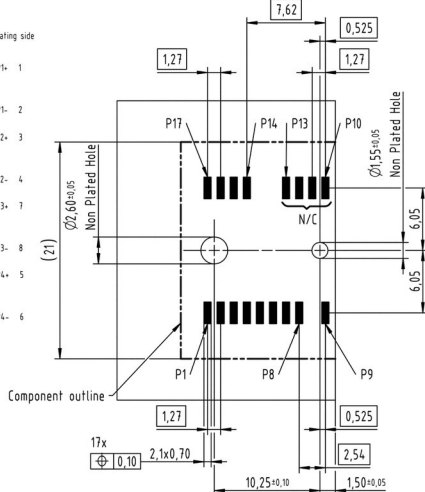 7,62
ating side
0,525
1,27
1,27
1+ 1
1- 2
2+ 3
2- 4
3+ 7
3- 8
4+ 5
4- 6
P17
P14
P13
P10
Ø2,60±0,05
Non Plated Hole
Ø1,55±0,05
Non Plated Hole
N/C
(21)
6,05
6,05
P1
P8
P9
Component outline
1,27
0,525
17x
⌖ 0,10
2,1x0,70
2,54
10,25±0,10
1,50±0,05